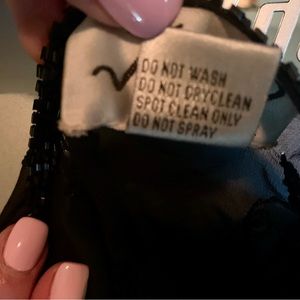 DO NOT WASH
DO NOT DRYCLEAN
SPOT CLEAN ONLY
DO NOT SPRAY